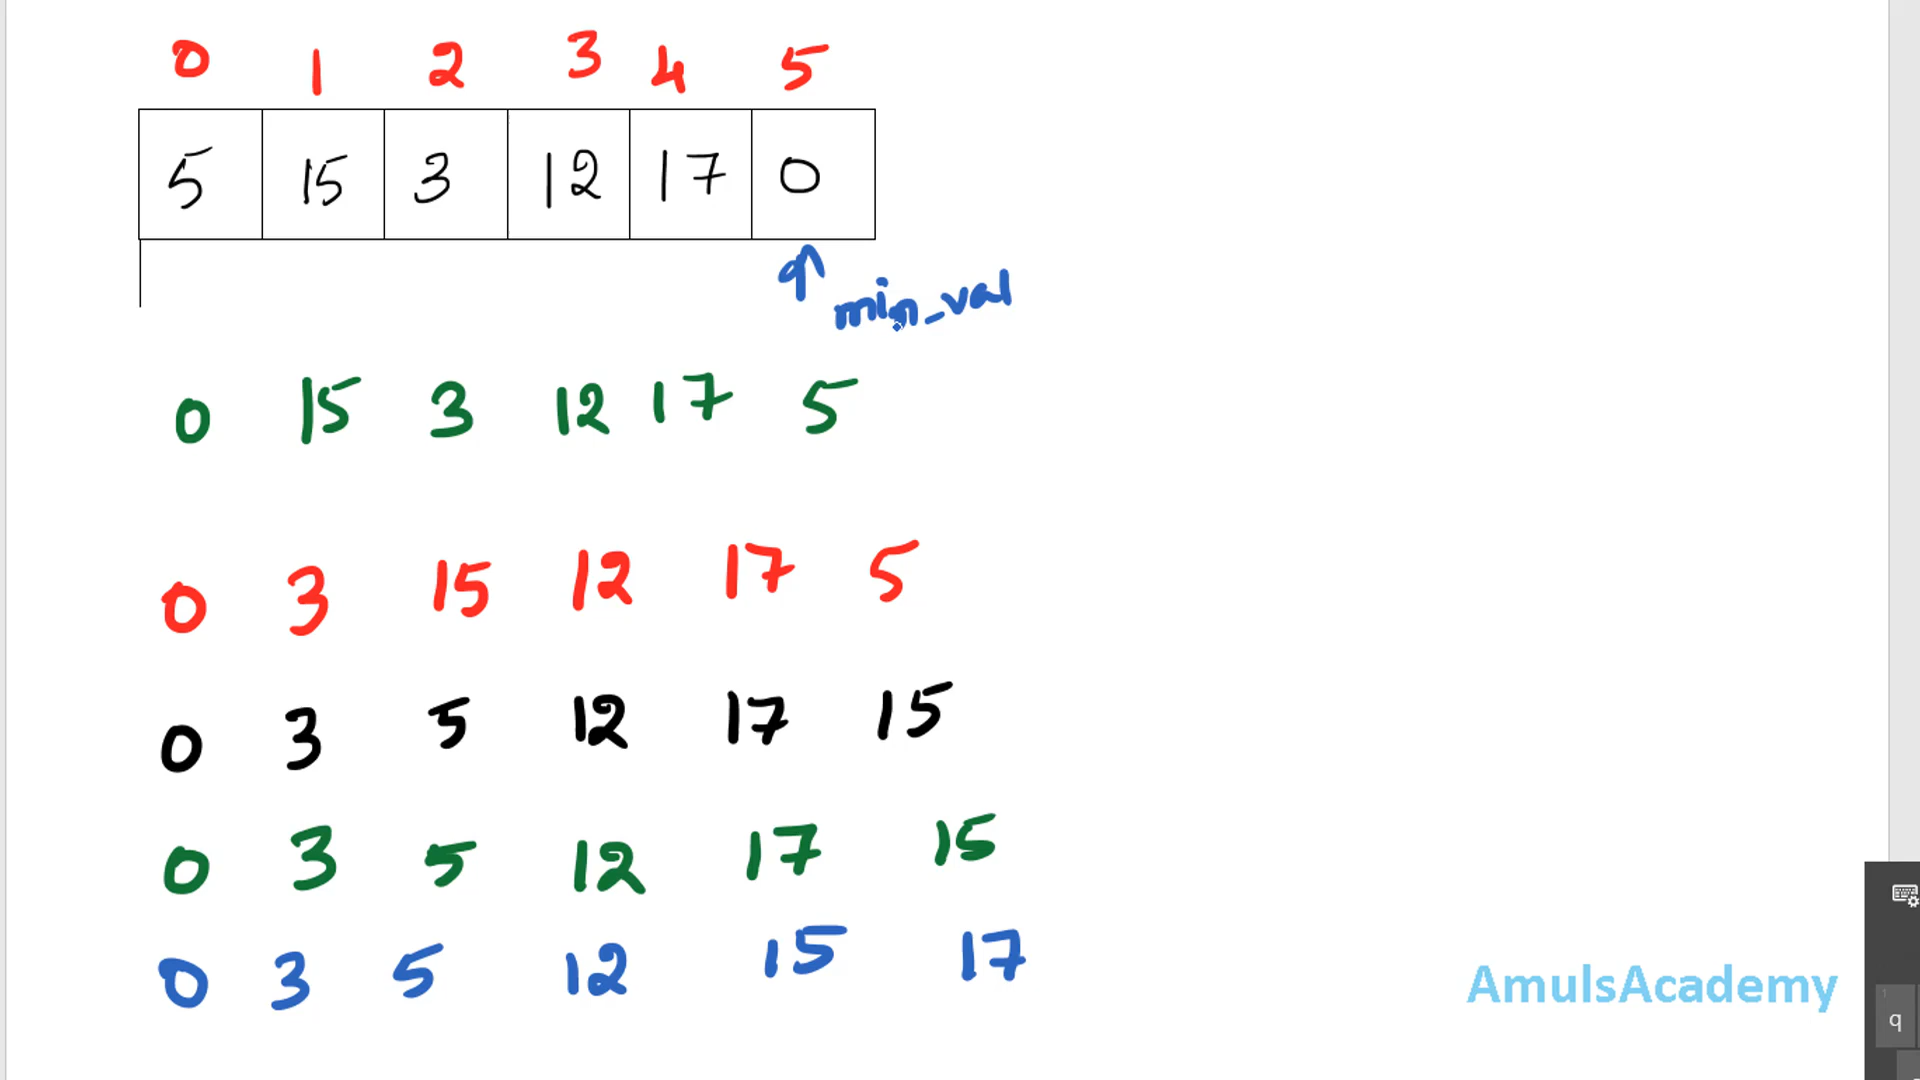 0 1 2 3 4 5
5 15 3 12 17 0
min_val
0 15 3 12 17 5
0 3 15 12 17 5
0 3 5 12 17 15
0 3 5 12 17 15
0 3 5 12 15 17
AmulsAcademy
1
q